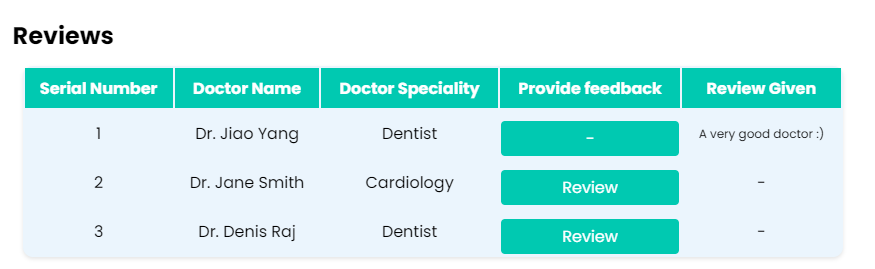 Reviews
Serial Number Doctor Name Doctor Speciality Provide feedback Review Given
1 Dr. Jiao Yang Dentist - A very good doctor :)
2 Dr. Jane Smith Cardiology Review -
3 Dr. Denis Raj Dentist Review -